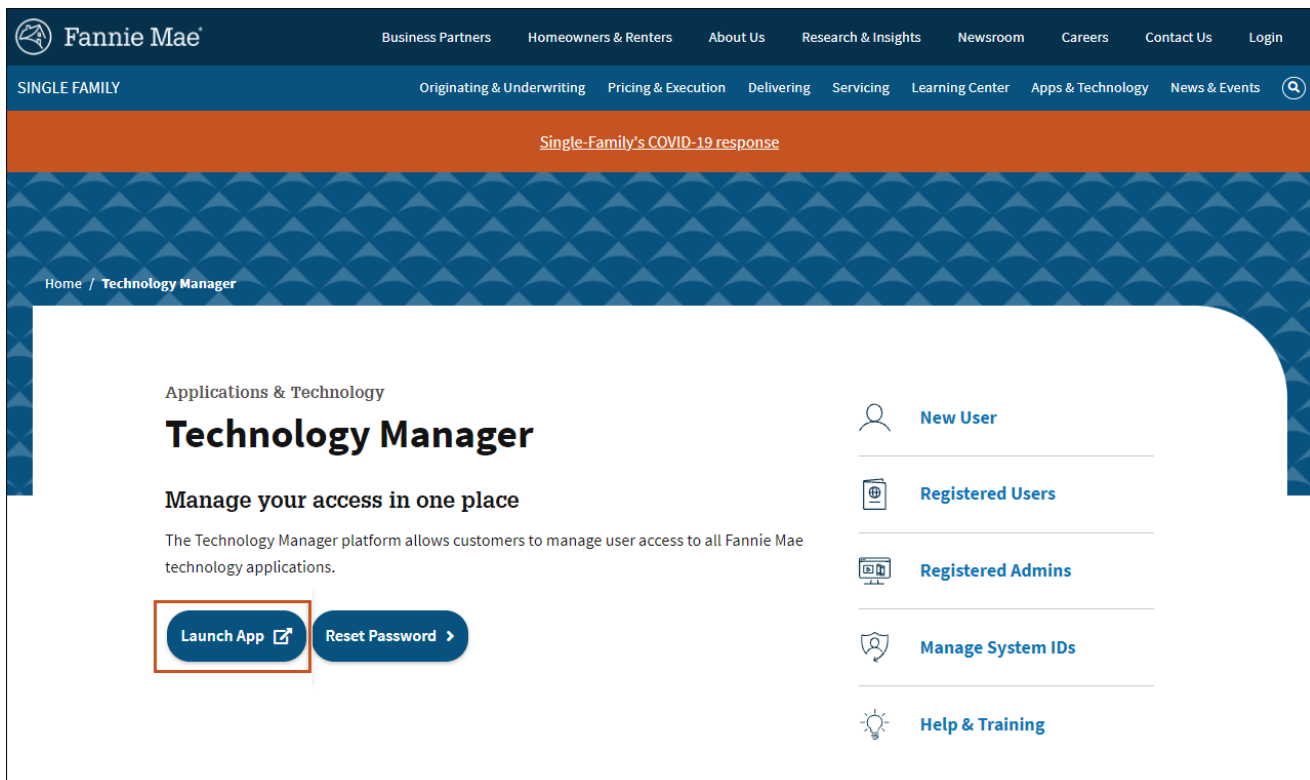 Fannie Mae
Business Partners Homeowners & Renters About Us Research & Insights Newsroom Careers Contact Us Login
SINGLE FAMILY
Originating & Underwriting Pricing & Execution Delivering Servicing Learning Center Apps & Technology News & Events
Single-Family's COVID-19 response
Home / Technology Manager
Applications & Technology
Technology Manager
Manage your access in one place
The Technology Manager platform allows customers to manage user access to all Fannie Mae
technology applications.
Launch App
Reset Password
New User
Registered Users
Registered Admins
Manage System IDs
Help & Training